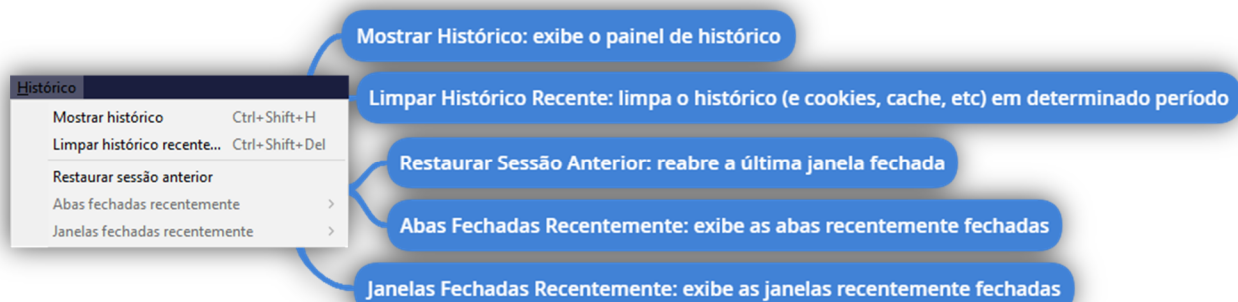 Mostrar Histórico: exibe o painel de histórico
Histórico
Limpar Histórico Recente: limpa o histórico (e cookies, cache, etc) em determinado período
Mostrar histórico Ctrl+Shift+H
Limpar histórico recente... Ctrl+Shift+Del
Restaurar Sessão Anterior: reabre a última janela fechada
Restaurar sessão anterior
Abas fechadas recentemente >
Abas Fechadas Recentemente: exibe as abas recentemente fechadas
Janelas fechadas recentemente >
Janelas Fechadas Recentemente: exibe as janelas recentemente fechadas